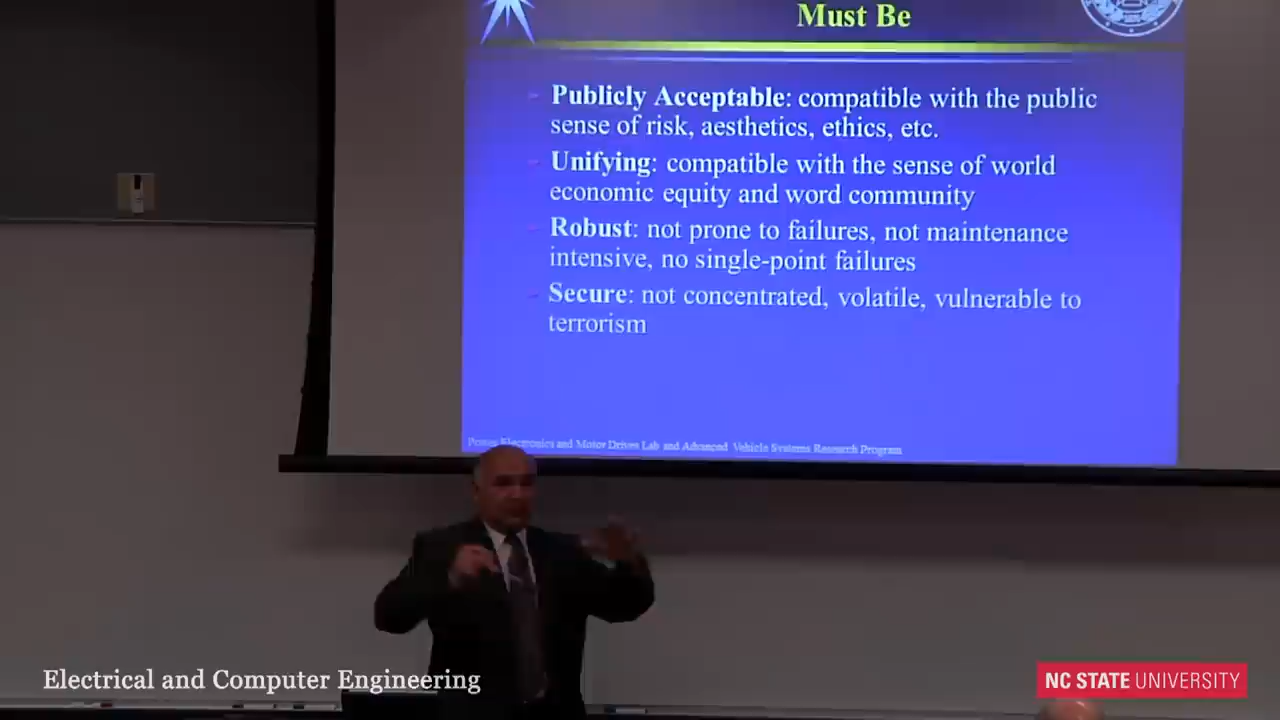 Must Be
Publicly Acceptable: compatible with the public
sense of risk, aesthetics, ethics, etc.
Unifying: compatible with the sense of world
economic equity and word community
Robust: not prone to failures, not maintenance
intensive, no single-point failures
Secure: not concentrated, volatile, vulnerable to
terrorism
Power Electronics and Motor Drives Lab and Advanced Vehicle Systems Research Program
Electrical and Computer Engineering
NC STATE UNIVERSITY